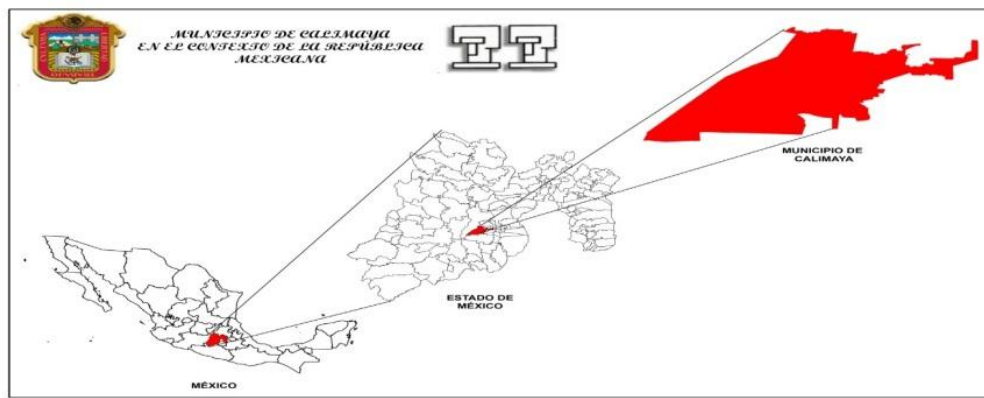 MUNICIPIO DE CALIMAYA
EN EL CONTEXTO DE LA REPÚBLICA
MEXICANA
MUNICIPIO DE
CALIMAYA
ESTADO DE
MÉXICO
MÉXICO